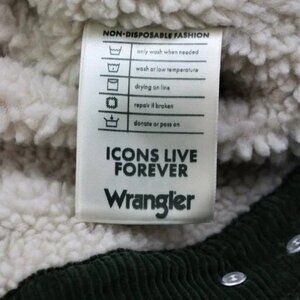 NON-DISPOSABLE FASHION
only wash when needed
wash at low temperature
drying on line
repair if broken
donate or pass on
ICONS LIVE
FOREVER
Wrangler